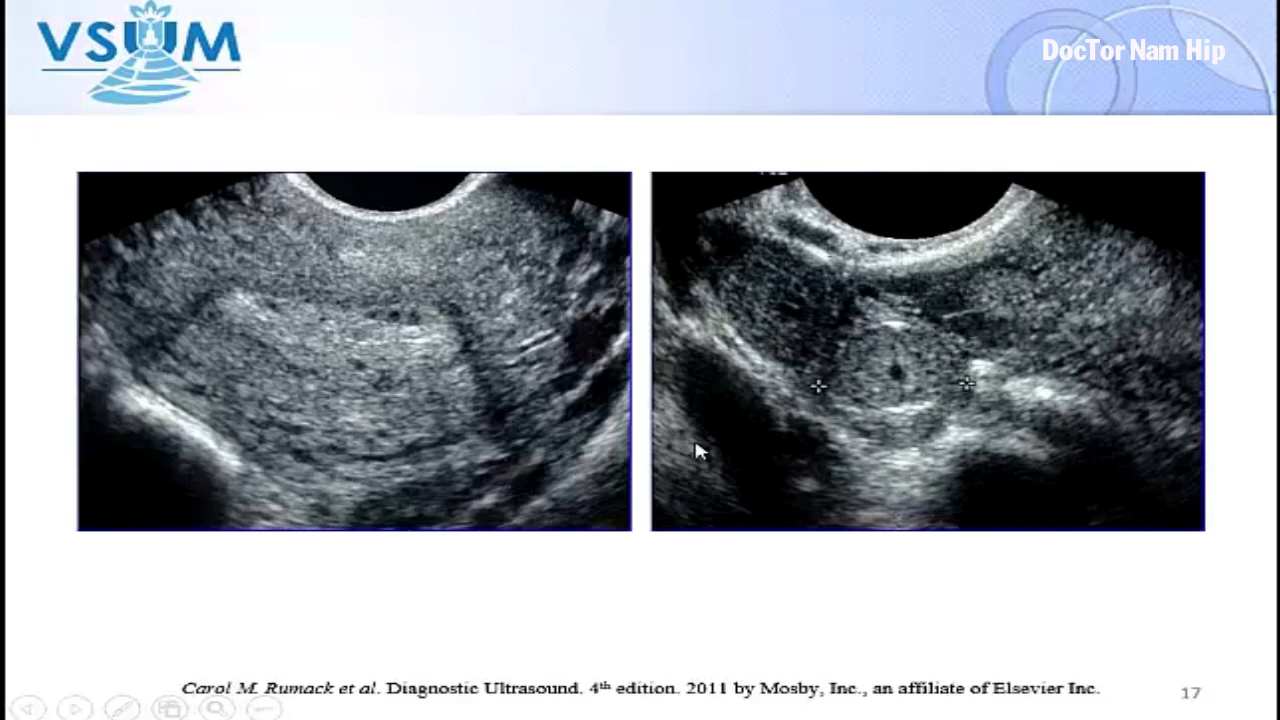 VSUM
DocTor Nam Hip
Carol M. Rumack et al. Diagnostic Ultrasound. 4th edition. 2011 by Mosby, Inc., an affiliate of Elsevier Inc.
17